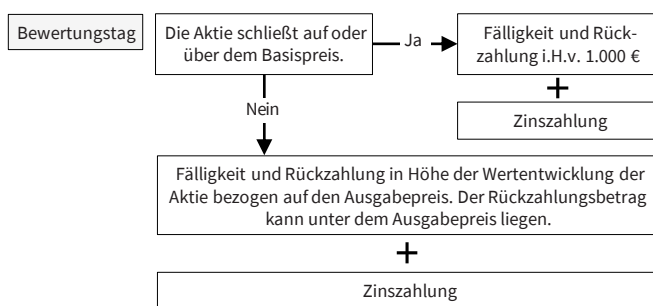 Bewertungstag
Die Aktie schließt auf oder
über dem Basispreis.
Ja
Fälligkeit und Rück-
zahlung i.H.v. 1.000 €
+
Zinszahlung
Nein
Fälligkeit und Rückzahlung in Höhe der Wertentwicklung der
Aktie bezogen auf den Ausgabepreis. Der Rückzahlungsbetrag
kann unter dem Ausgabepreis liegen.
+
Zinszahlung